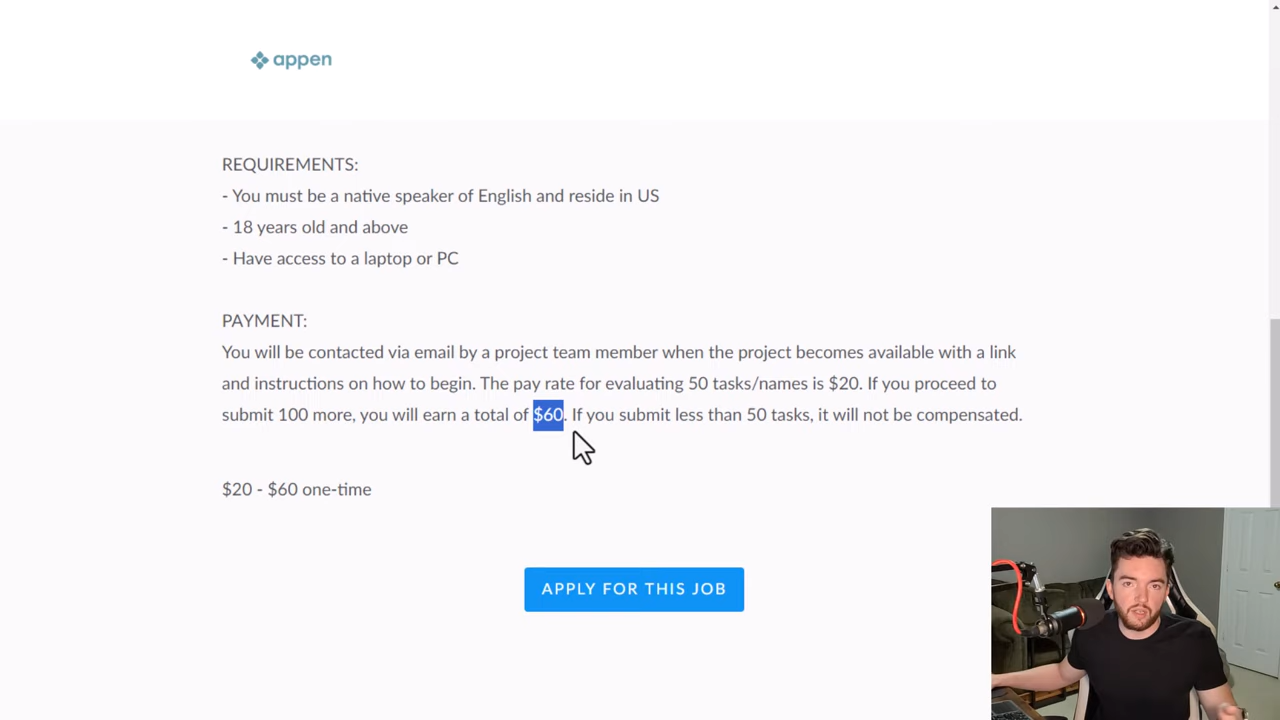 appen
REQUIREMENTS:
- You must be a native speaker of English and reside in US
- 18 years old and above
- Have access to a laptop or PC
PAYMENT:
You will be contacted via email by a project team member when the project becomes available with a link
and instructions on how to begin. The pay rate for evaluating 50 tasks/names is $20. If you proceed to
submit 100 more, you will earn a total of $60. If you submit less than 50 tasks, it will not be compensated.
$20 - $60 one-time
APPLY FOR THIS JOB